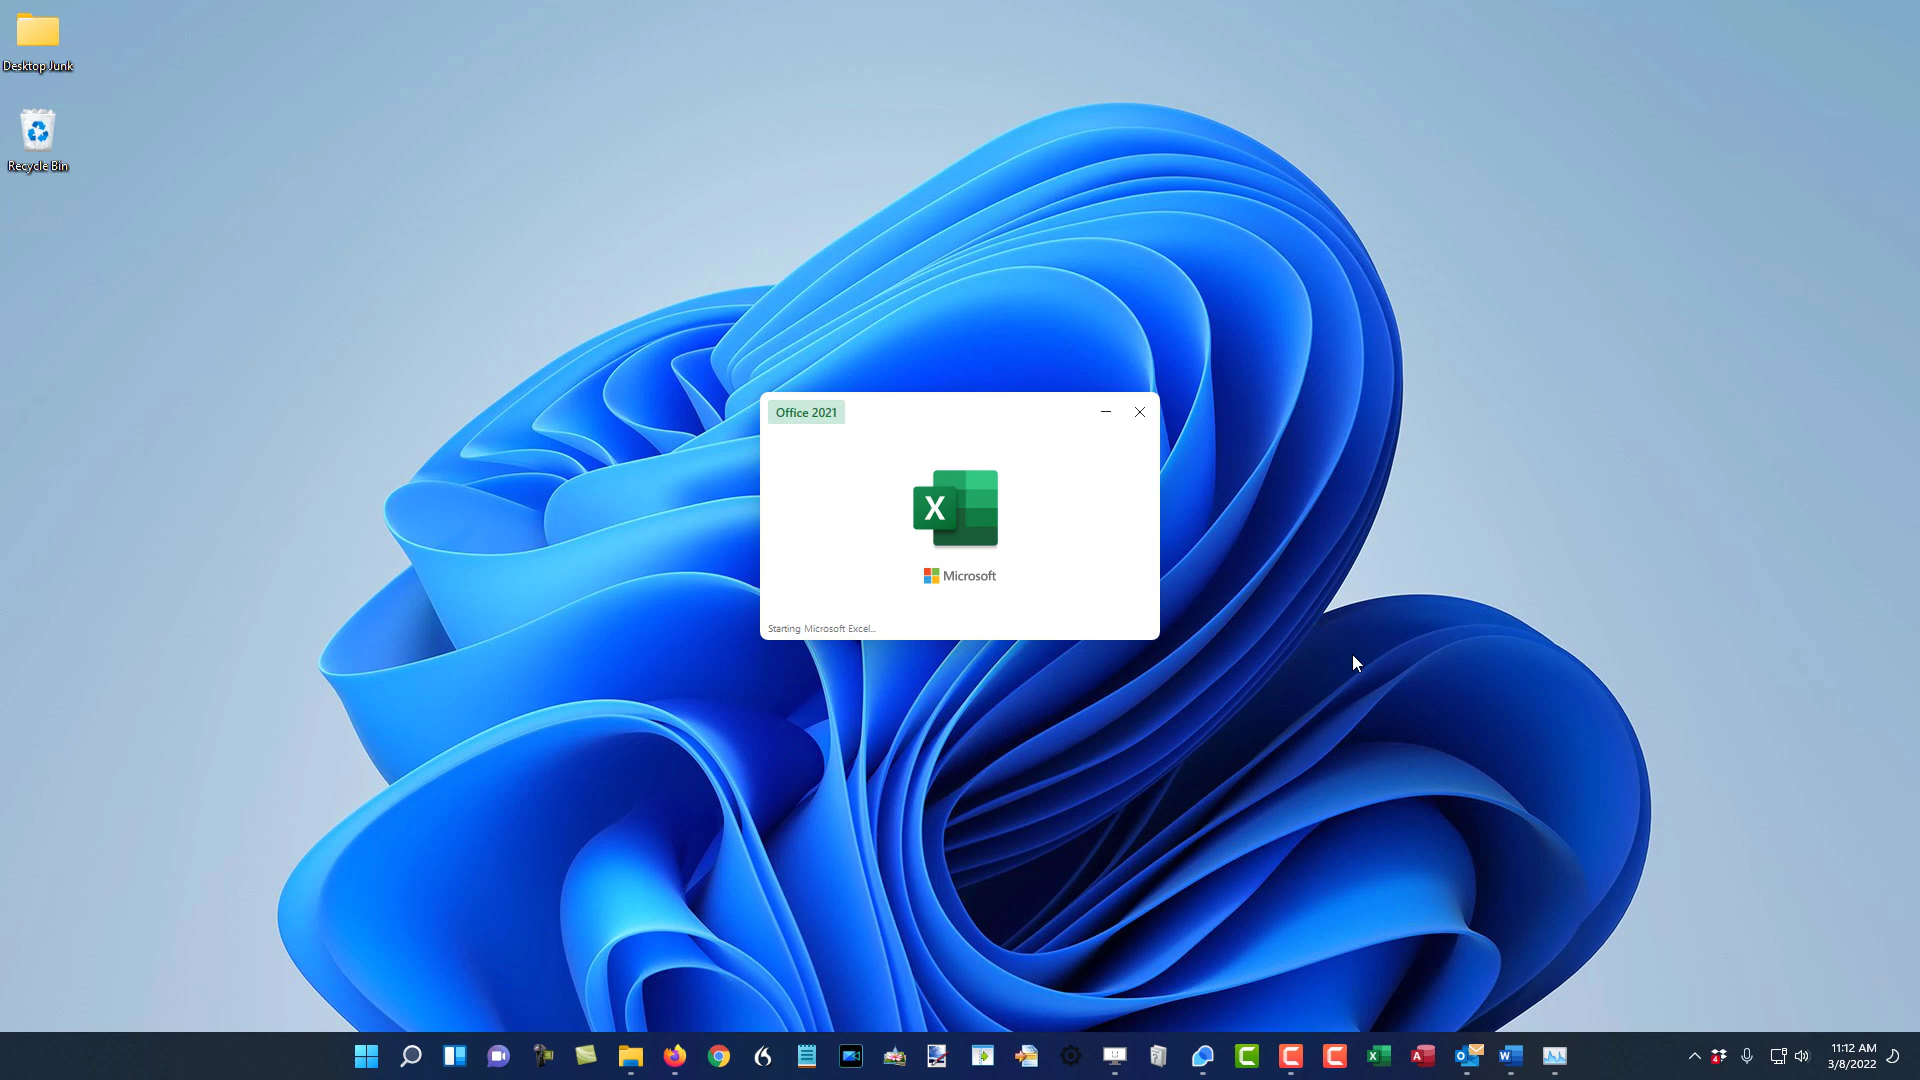 Desktop Junk
Recycle Bin
Office 2021
X
Microsoft
Starting Microsoft Excel...
11:12 AM
3/8/2022